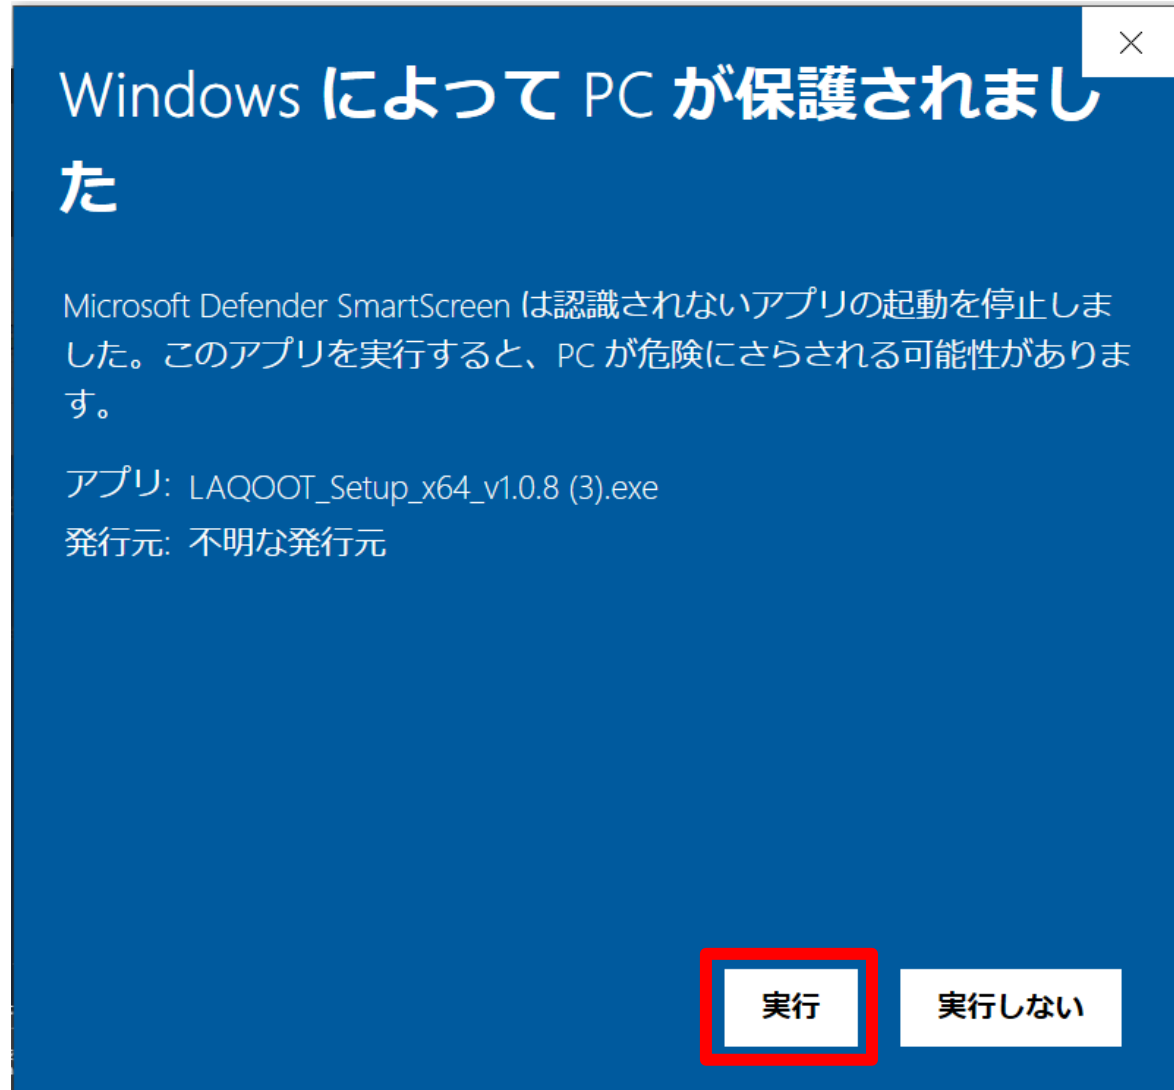 Windows によって PC が保護されまし
た
Microsoft Defender SmartScreen は認識されないアプリの起動を停止しま
した。このアプリを実行すると、PC が危険にさらされる可能性がありま
す。
アプリ: LAQOOT_Setup_x64_v1.0.8 (3).exe
発行元: 不明な発行元
実行 実行しない